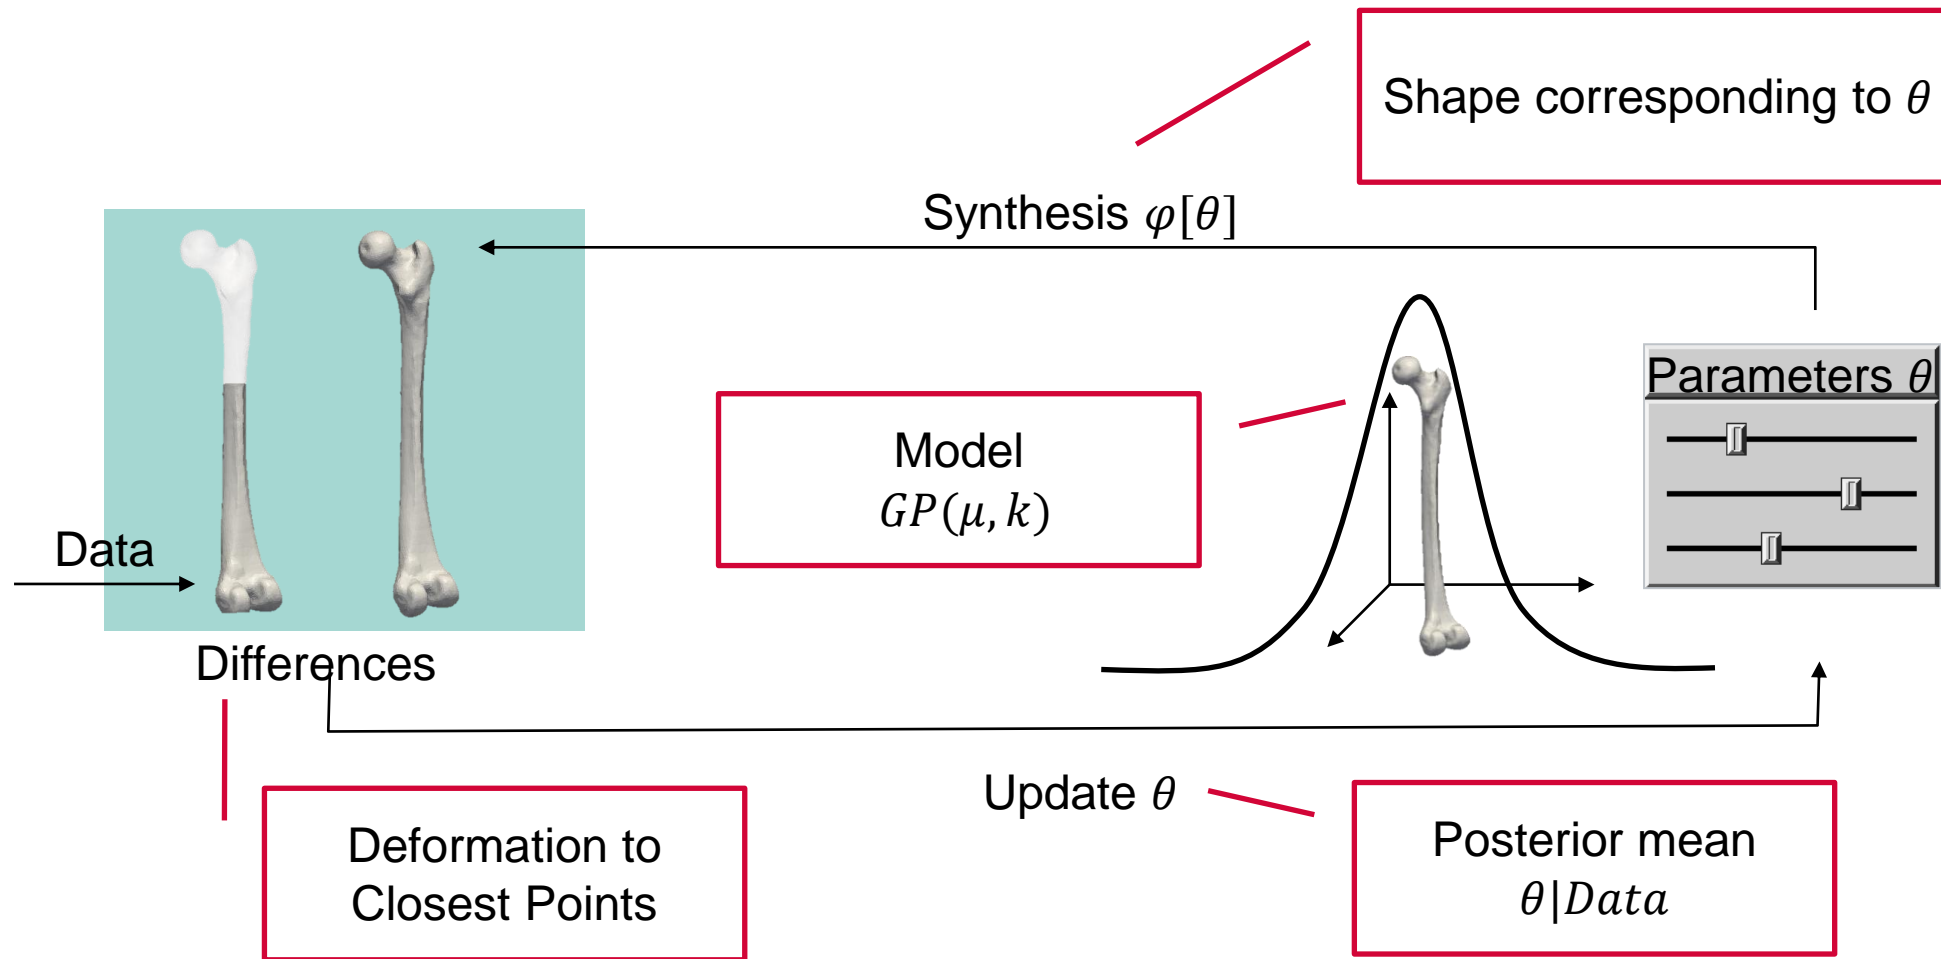 Shape corresponding to θ
Synthesis φ[θ]
Parameters θ
Model
GP(μ, k)
Data
Differences
Update θ
Deformation to
Closest Points
Posterior mean
θ|Data